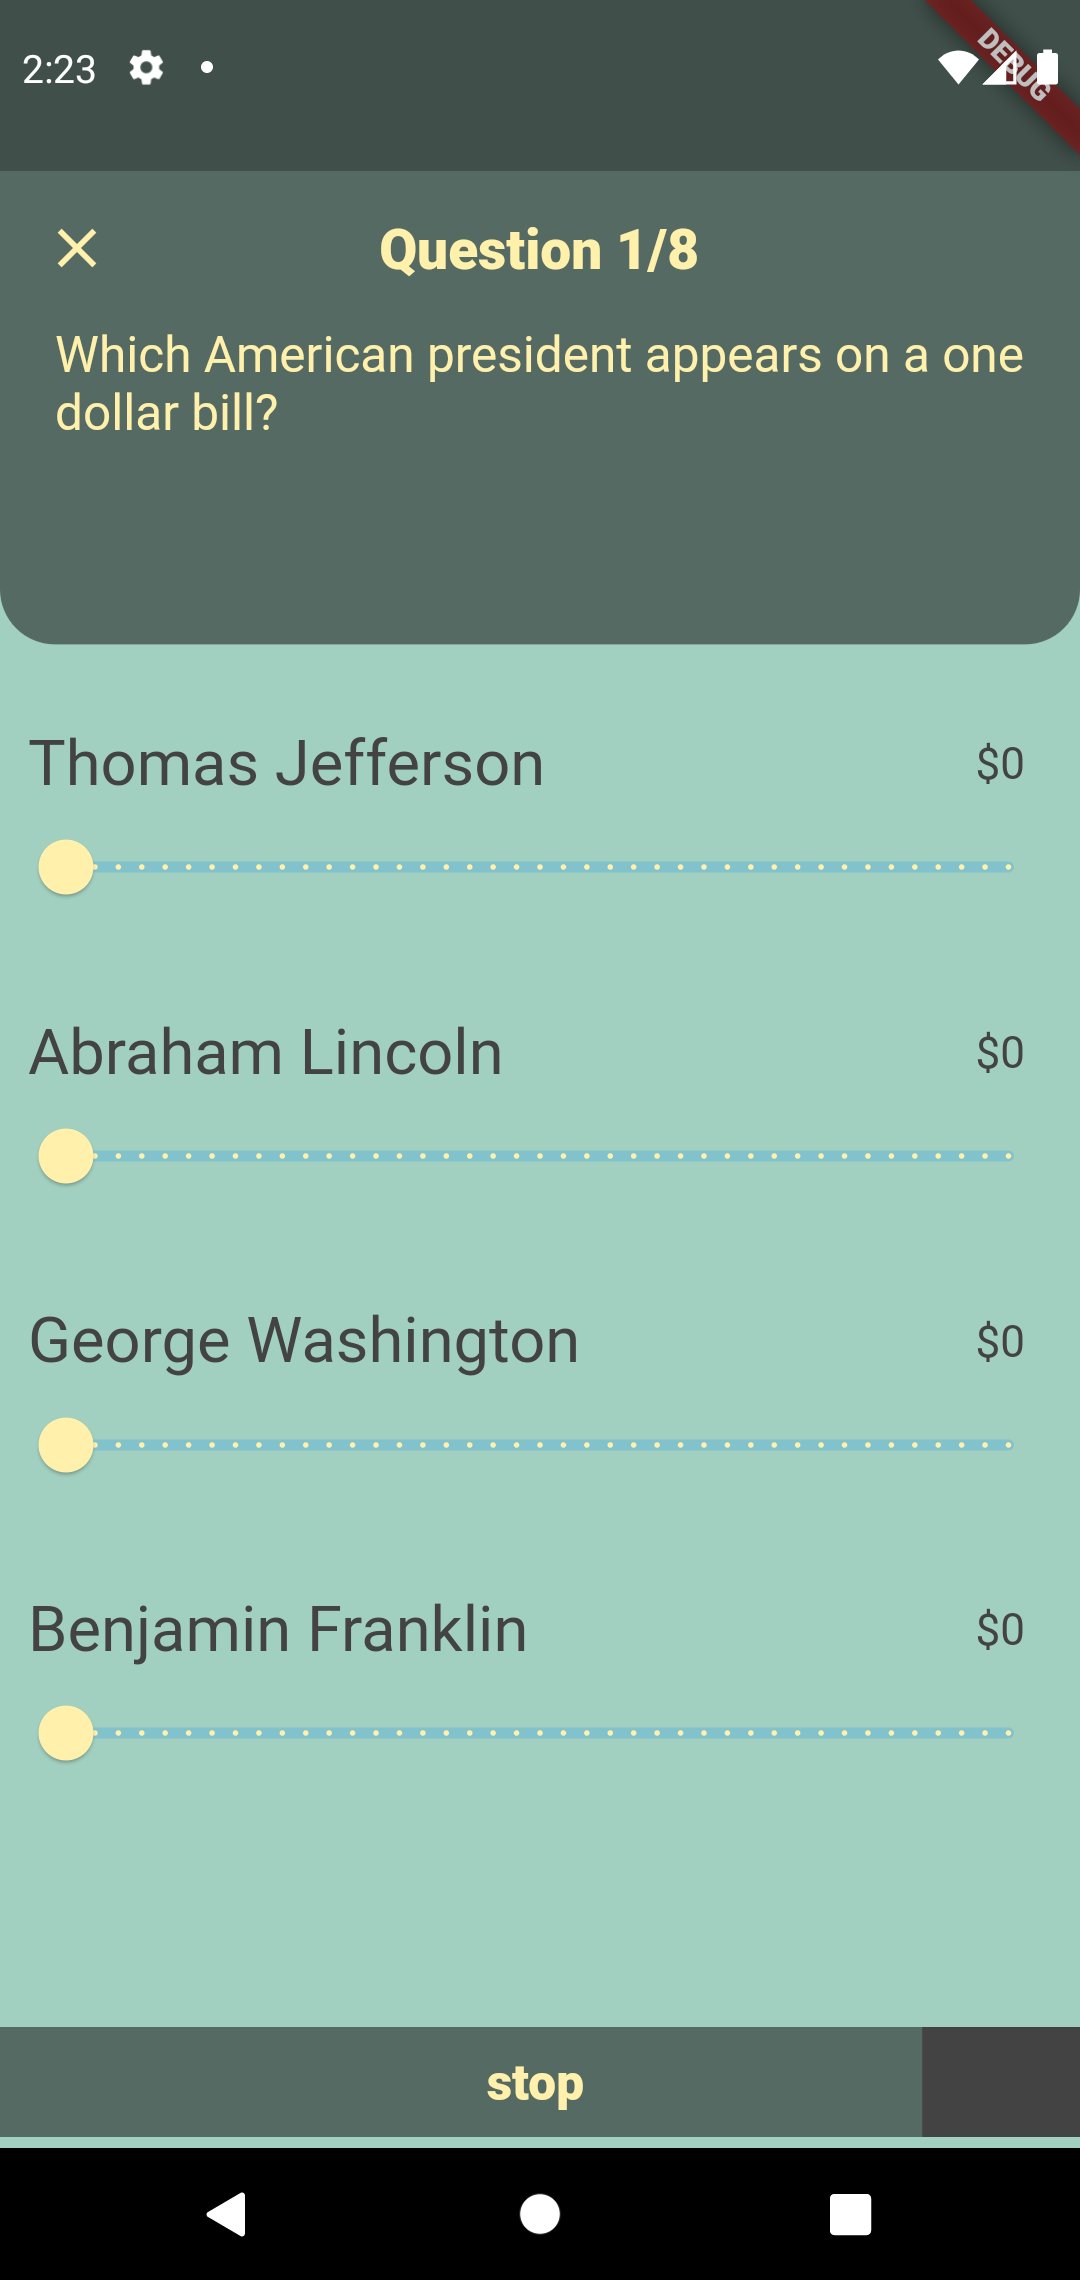 2:23
DEBUG
Question 1/8
Which American president appears on a one
dollar bill?
Thomas Jefferson $0
Abraham Lincoln $0
George Washington $0
Benjamin Franklin $0
stop